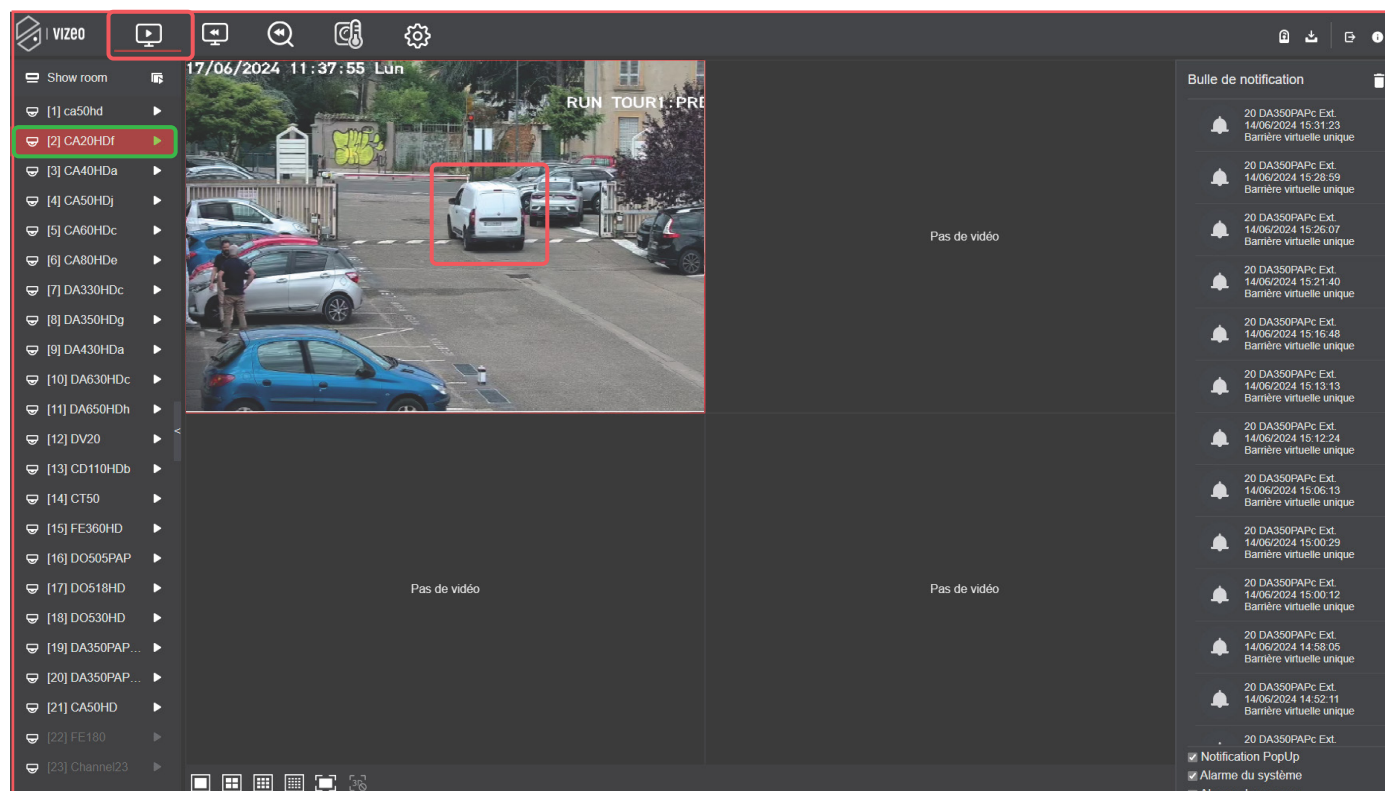 VIZEO
Show room
[1] ca50hd
[2] CA20HDf
[3] CA40HDa
[4] CA50HDj
[5] CA60HDc
[6] CA80HDe
[7] DA330HDc
[8] DA350HDg
[9] DA430HDa
[10] DA630HDc
[11] DA650HDh
[12] DV20
[13] CD110HDb
[14] CT50
[15] FE360HD
[16] DO505PAP
[17] DO518HD
[18] DO530HD
[19] DA350PAP...
[20] DA350PAP...
[21] CA50HD
[22] FE180
[23] Channel23
<
17/06/2024 11:37:55 Lun
RUN TOUR1:PRE
Pas de vidéo
Pas de vidéo
Pas de vidéo
3D
Bulle de notification
20 DA350PAPc Ext.
14/06/2024 15:31:23
Barrière virtuelle unique
20 DA350PAPc Ext.
14/06/2024 15:28:59
Barrière virtuelle unique
20 DA350PAPc Ext.
14/06/2024 15:26:07
Barrière virtuelle unique
20 DA350PAPc Ext.
14/06/2024 15:21:40
Barrière virtuelle unique
20 DA350PAPc Ext.
14/06/2024 15:16:48
Barrière virtuelle unique
20 DA350PAPc Ext.
14/06/2024 15:13:13
Barrière virtuelle unique
20 DA350PAPc Ext.
14/06/2024 15:12:24
Barrière virtuelle unique
20 DA350PAPc Ext.
14/06/2024 15:06:13
Barrière virtuelle unique
20 DA350PAPc Ext.
14/06/2024 15:00:29
Barrière virtuelle unique
20 DA350PAPc Ext.
14/06/2024 15:00:12
Barrière virtuelle unique
20 DA350PAPc Ext.
14/06/2024 14:58:05
Barrière virtuelle unique
20 DA350PAPc Ext.
14/06/2024 14:52:11
Barrière virtuelle unique
20 DA350PAPc Ext.
Notification PopUp
Alarme du système